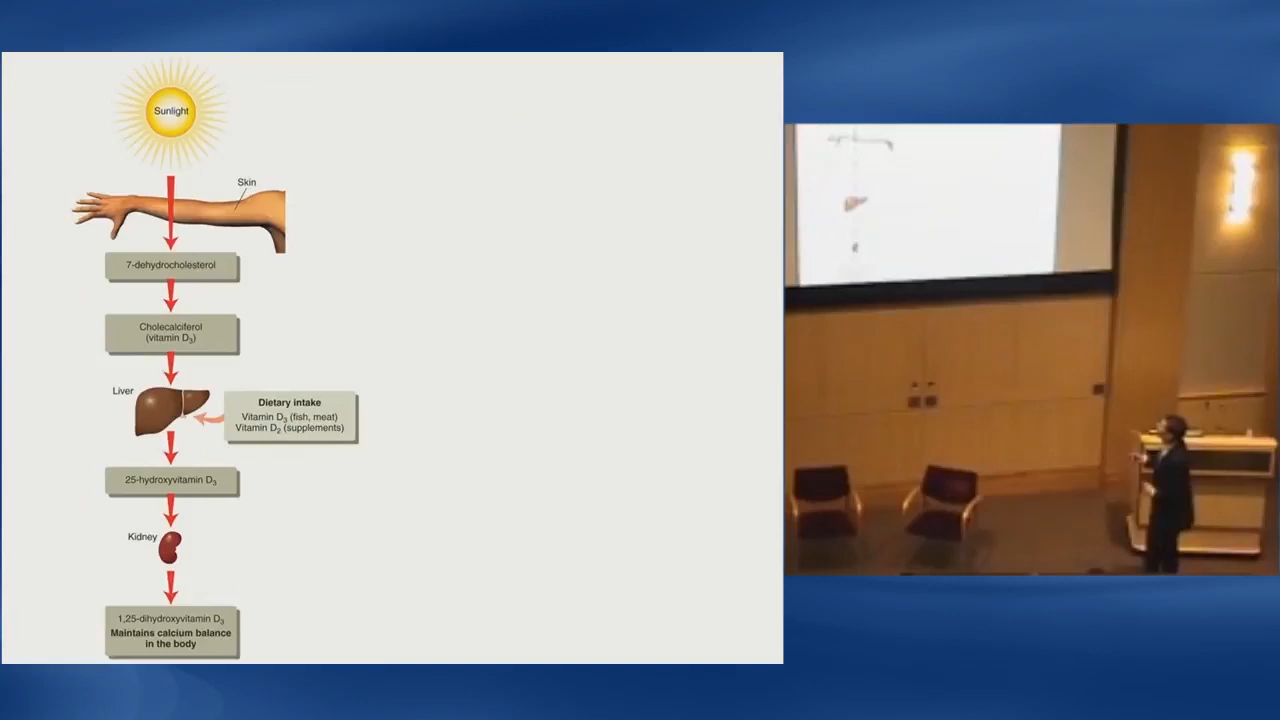 Sunlight
Skin
7-dehydrocholesterol
Cholecalciferol
(vitamin D3)
Liver
Dietary intake
Vitamin D3 (fish, meat)
Vitamin D2 (supplements)
25-hydroxyvitamin D3
Kidney
1,25-dihydroxyvitamin D3
Maintains calcium balance
in the body